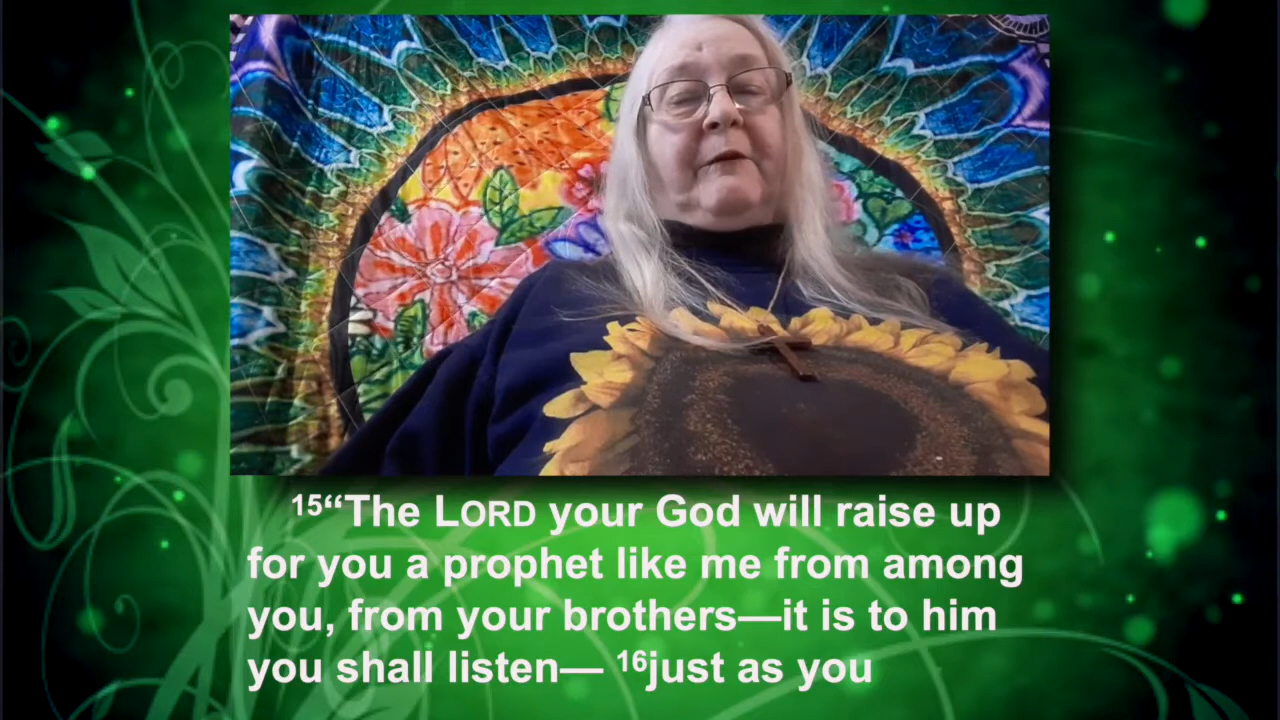 15“The LORD your God will raise up
for you a prophet like me from among
you, from your brothers—it is to him
you shall listen— 16just as you